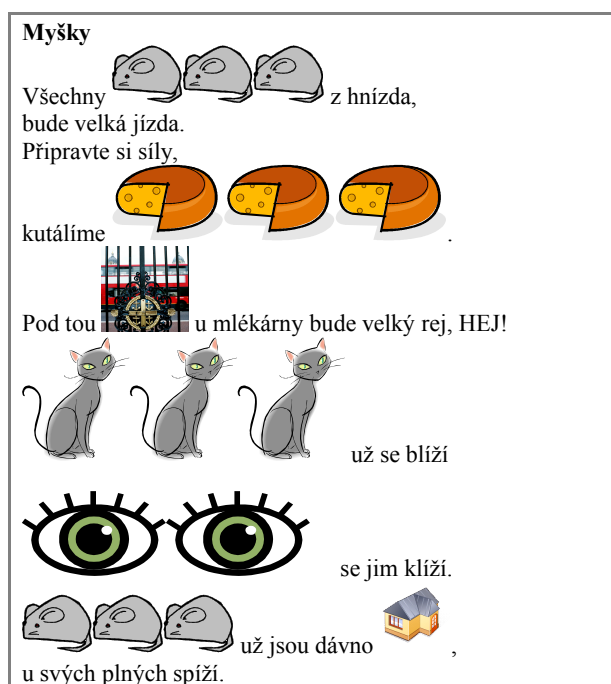 Myšky
Všechny z hnízda,
bude velká jízda.
Připravte si síly,
kutálíme .
Pod tou u mlékárny bude velký rej, HEJ!
už se blíží
se jim klíží.
už jsou dávno ,
u svých plných spíží.